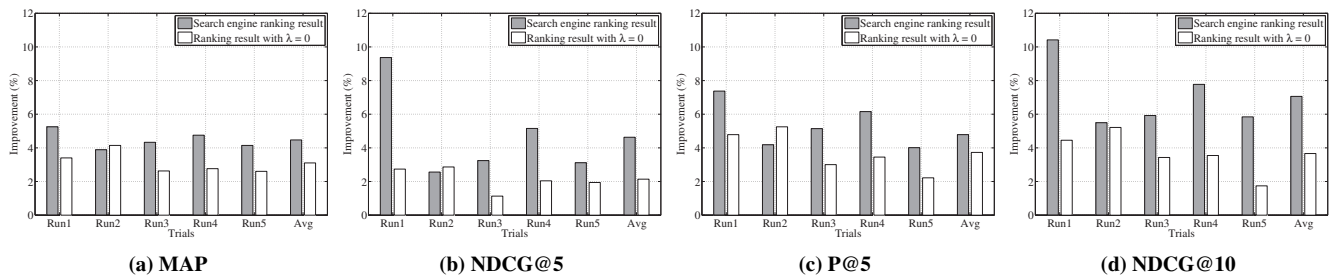 12
10
8
6
4
2
0
Improvement (%)
Search engine ranking result
Ranking result with λ = 0
Run1 Run2 Run3 Run4 Run5 Avg
Trials
(a) MAP
12
10
8
6
4
2
0
Improvement (%)
Search engine ranking result
Ranking result with λ = 0
Run1 Run2 Run3 Run4 Run5 Avg
Trials
(b) NDCG@5
12
10
8
6
4
2
0
Improvement (%)
Search engine ranking result
Ranking result with λ = 0
Run1 Run2 Run3 Run4 Run5 Avg
Trials
(c) P@5
12
10
8
6
4
2
0
Improvement (%)
Search engine ranking result
Ranking result with λ = 0
Run1 Run2 Run3 Run4 Run5 Avg
Trials
(d) NDCG@10